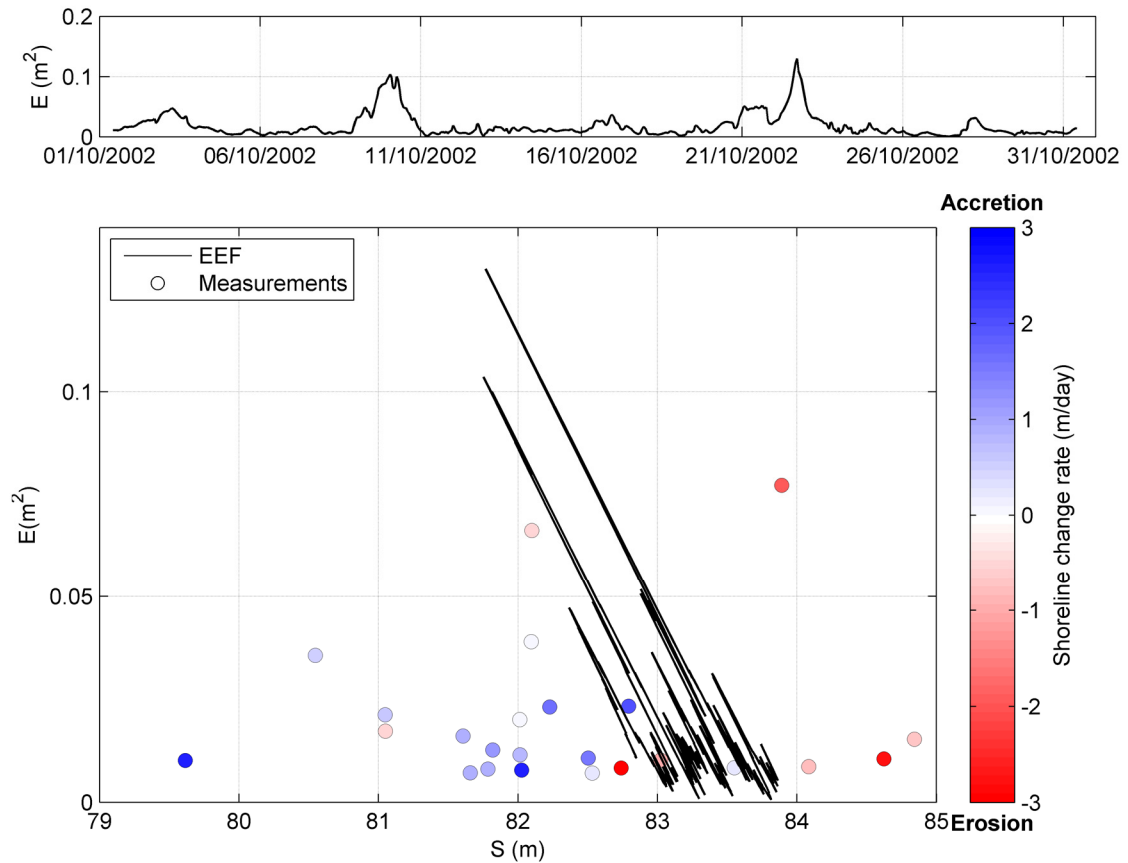 0.2
0.1
0
E (m²)
01/10/2002 06/10/2002 11/10/2002 16/10/2002 21/10/2002 26/10/2002 31/10/2002
Accretion
EEF
Measurements
0.1
0.05
0
E(m²)
79 80 81 82 83 84 85
S (m)
3
2
1
0
-1
-2
-3
Shoreline change rate (m/day)
Erosion